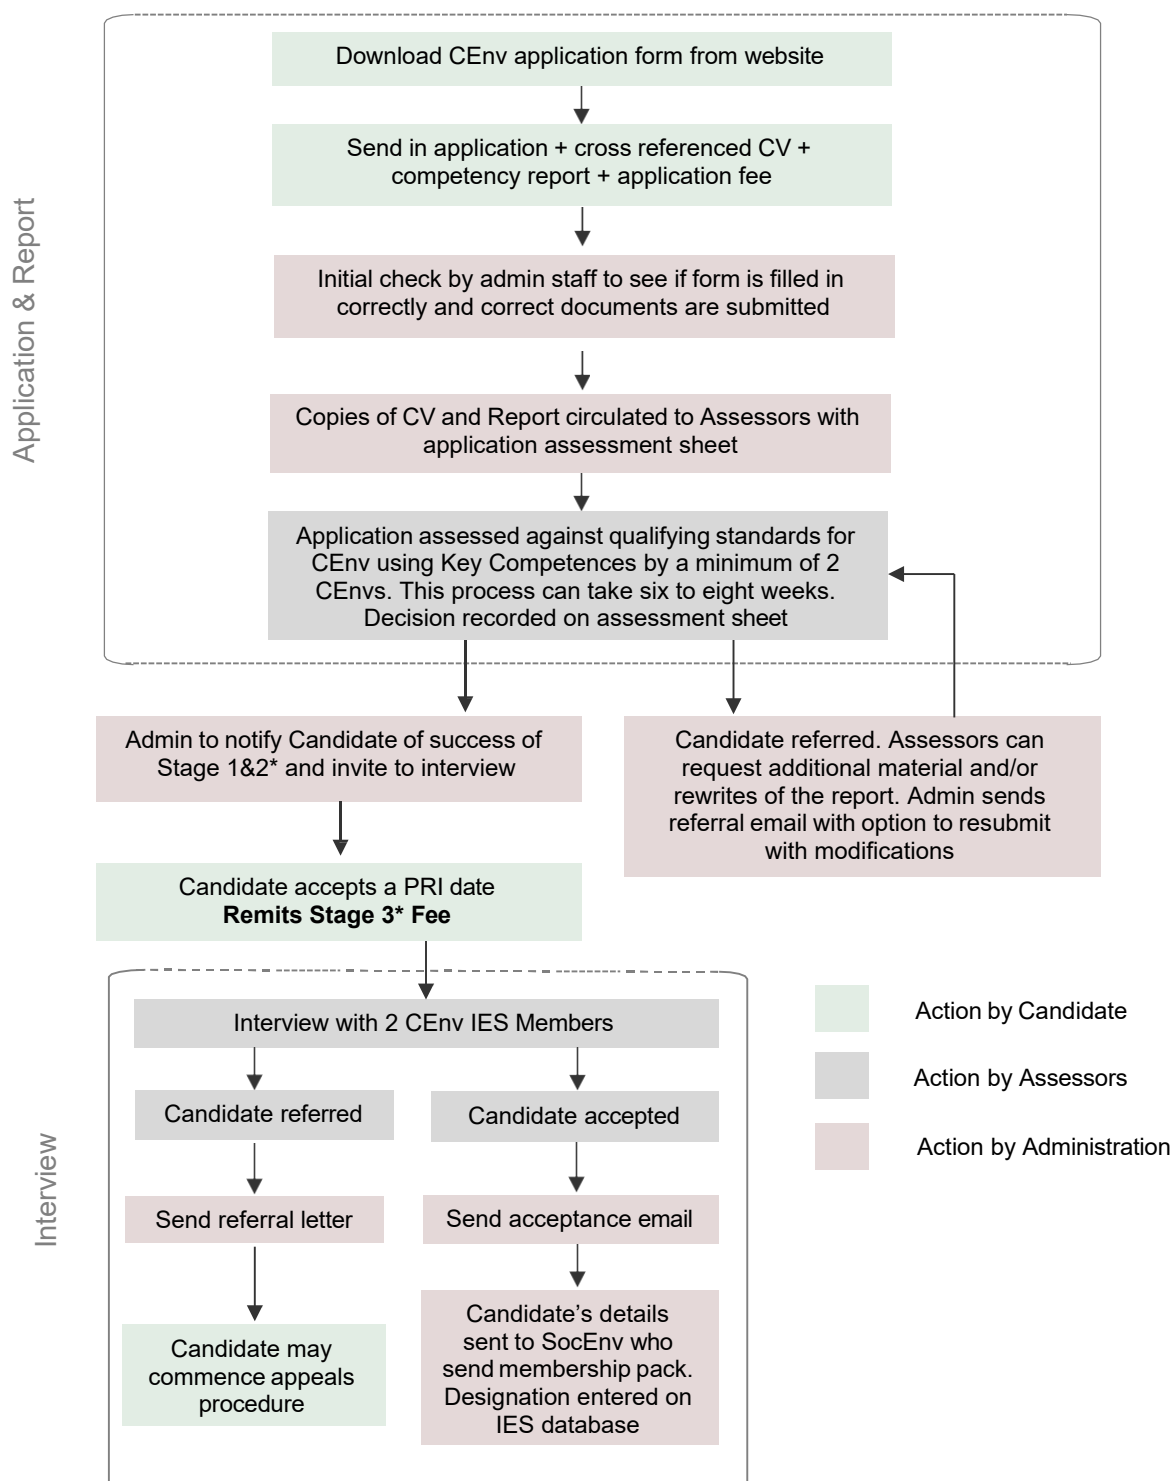 Application & Report
Download CEnv application form from website
Send in application + cross referenced CV +
competency report + application fee
Initial check by admin staff to see if form is filled in
correctly and correct documents are submitted
Copies of CV and Report circulated to Assessors with
application assessment sheet
Application assessed against qualifying standards for
CEnv using Key Competences by a minimum of 2
CEnvs. This process can take six to eight weeks.
Decision recorded on assessment sheet
Admin to notify Candidate of success of
Stage 1&2* and invite to interview
Candidate referred. Assessors can
request additional material and/or
rewrites of the report. Admin sends
referral email with option to resubmit
with modifications
Candidate accepts a PRI date
Remits Stage 3* Fee
Interview
Interview with 2 CEnv IES Members
Candidate referred
Send referral letter
Candidate may
commence appeals
procedure
Candidate accepted
Send acceptance email
Candidate’s details
sent to SocEnv who
send membership pack.
Designation entered on
IES database
Action by Candidate
Action by Assessors
Action by Administration